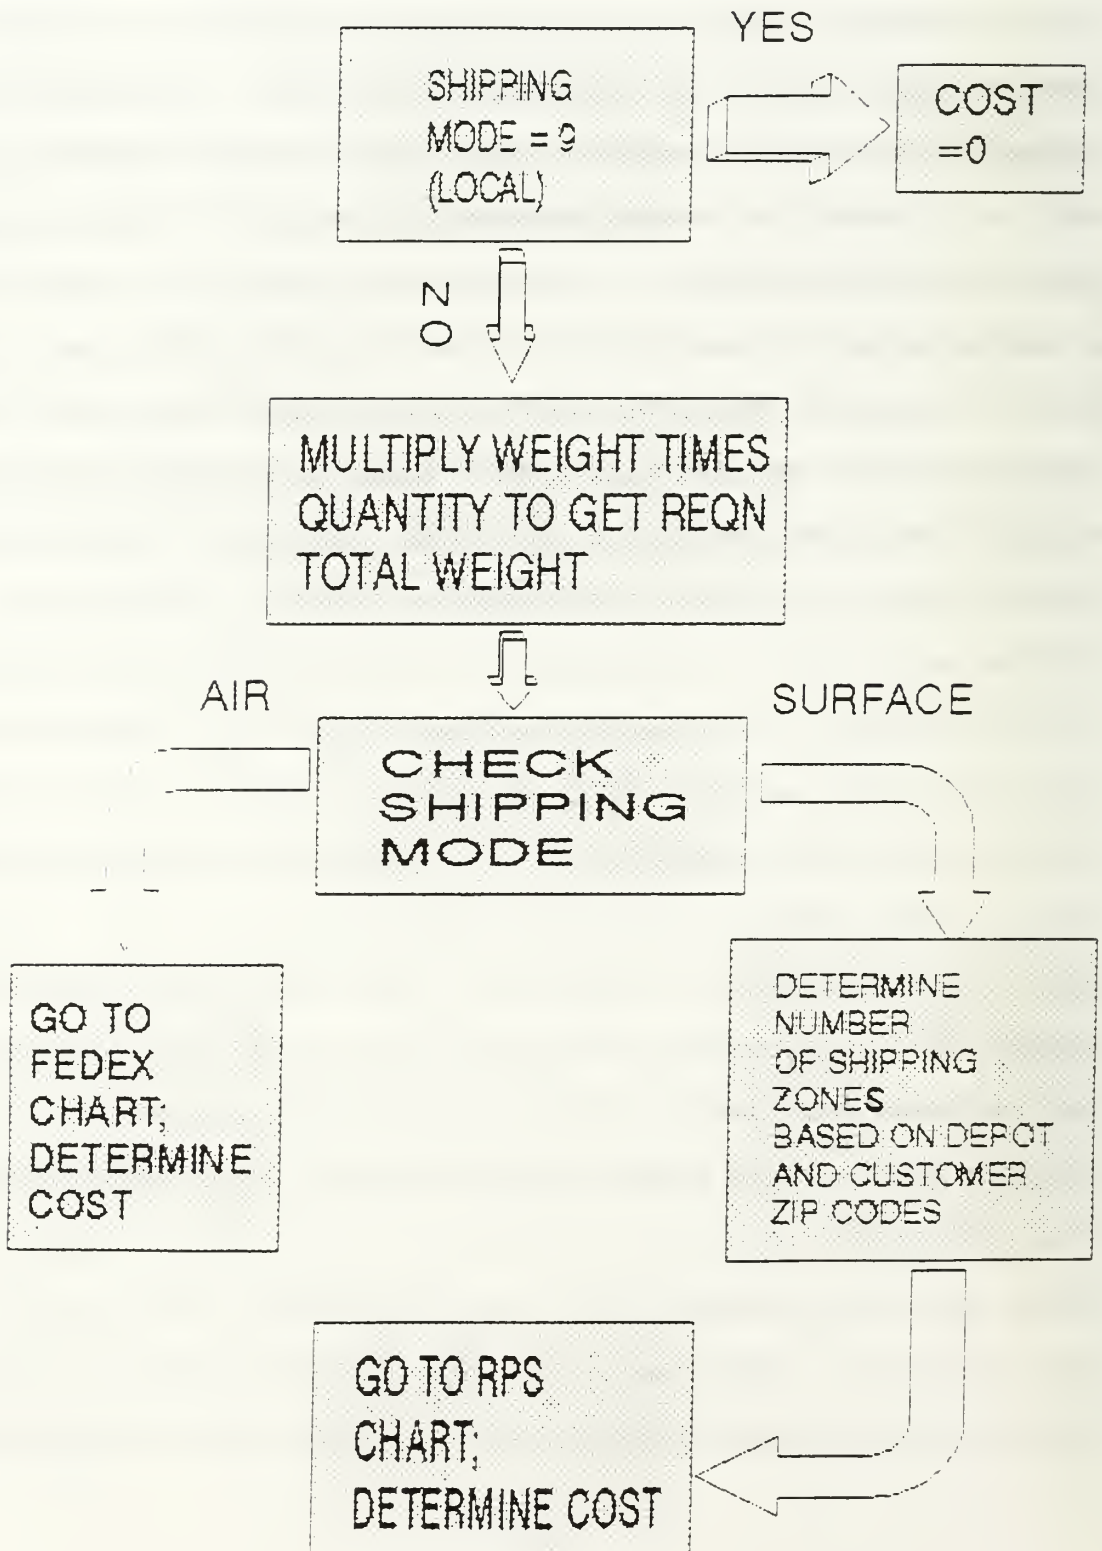 YES
SHIPPING
MODE = 9
(LOCAL)
COST
=0
NO
MULTIPLY WEIGHT TIMES
QUANTITY TO GET REQN
TOTAL WEIGHT
AIR
SURFACE
CHECK
SHIPPING
MODE
GO TO
FEDEX
CHART;
DETERMINE
COST
DETERMINE
NUMBER
OF SHIPPING
ZONES
BASED ON DEPOT
AND CUSTOMER
ZIP CODES
GO TO RPS
CHART;
DETERMINE COST